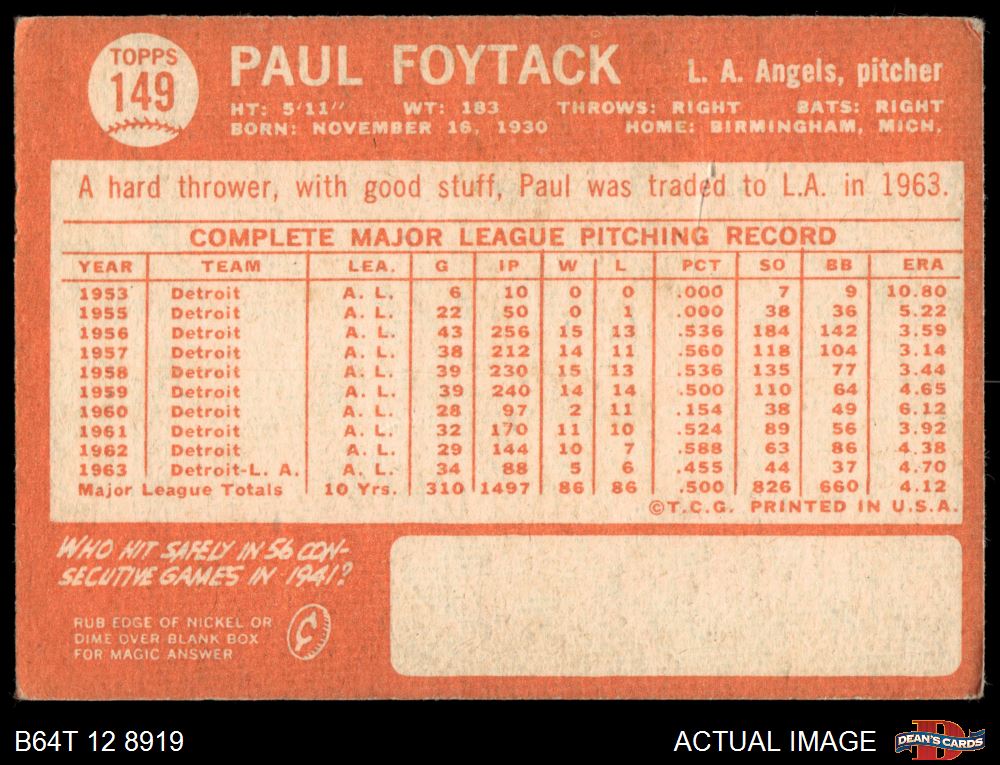 TOPPS
149
PAUL FOYTACK
L. A. Angels, pitcher
HT: 5'11" WT: 183 THROWS: RIGHT BATS: RIGHT
BORN: NOVEMBER 16, 1930 HOME: BIRMINGHAM, MICH.
A hard thrower, with good stuff, Paul was traded to L.A. in 1963.
COMPLETE MAJOR LEAGUE PITCHING RECORD
YEAR TEAM LEA. G IP W L PCT SO BB ERA
1953 Detroit A. L. 6 10 0 0 .000 7 9 10.80
1955 Detroit A. L. 22 50 0 1 .000 38 36 5.22
1956 Detroit A. L. 43 256 15 13 .536 184 142 3.59
1957 Detroit A. L. 38 212 14 11 .560 118 104 3.14
1958 Detroit A. L. 39 230 15 13 .536 135 77 3.44
1959 Detroit A. L. 39 240 14 14 .500 110 64 4.65
1960 Detroit A. L. 28 97 2 11 .154 38 49 6.12
1961 Detroit A. L. 32 170 11 10 .524 89 56 3.92
1962 Detroit A. L. 29 144 10 7 .588 63 86 4.38
1963 Detroit-L. A. A. L. 34 88 5 6 .455 44 37 4.70
Major League Totals 10 Yrs. 310 1497 86 86 .500 826 660 4.12
©T.C.G. PRINTED IN U.S.A.
WHO HIT SAFELY IN 56 CON-
SECUTIVE GAMES IN 1941?
RUB EDGE OF NICKEL OR
DIME OVER BLANK BOX
FOR MAGIC ANSWER
¢
B64T 12 8919
ACTUAL IMAGE
DEAN'S CARDS